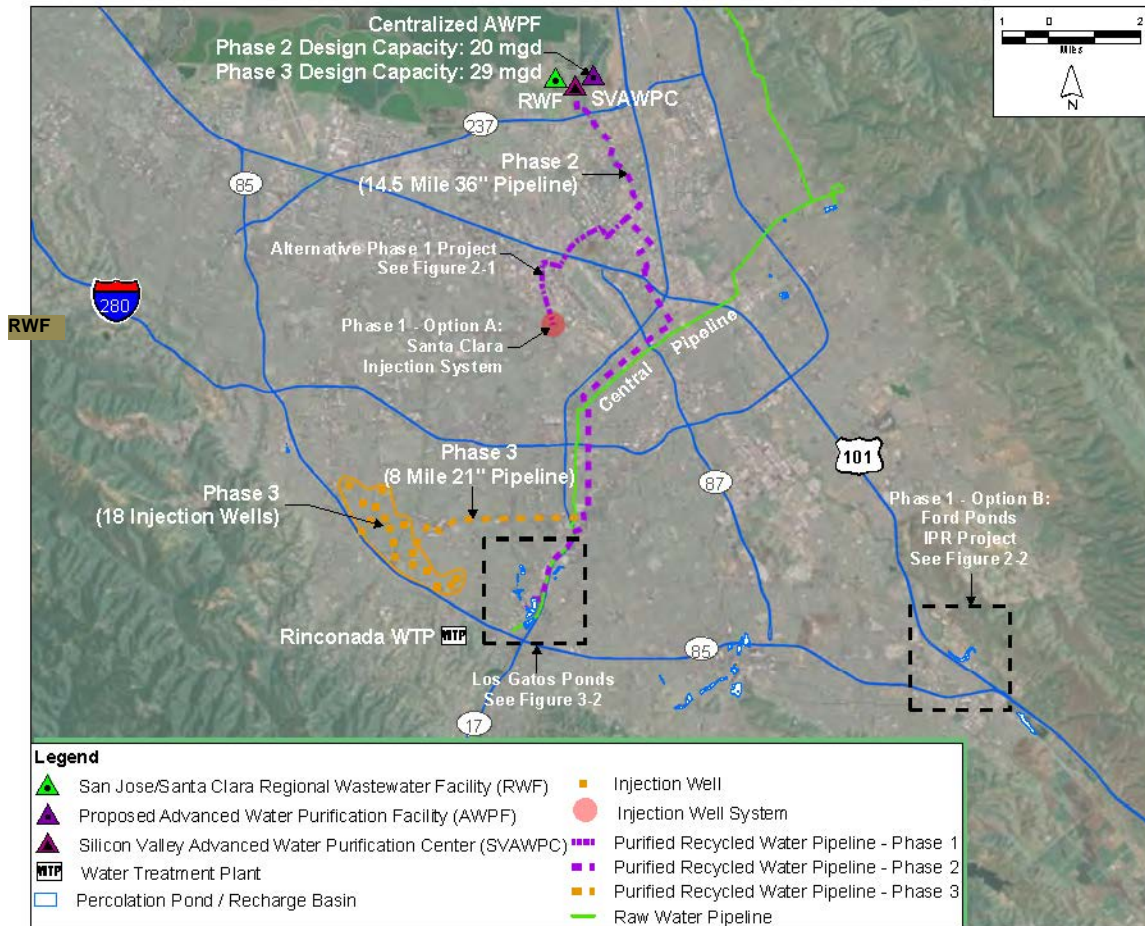 Centralized AWPF
Phase 2 Design Capacity: 20 mgd
Phase 3 Design Capacity: 29 mgd
1 0 2
Miles
N
RWF
SVAWPC
237
Phase 2
(14.5 Mile 36" Pipeline)
85
Alternative Phase 1 Project
See Figure 2-1
280
RWF
Phase 1 - Option A:
Santa Clara
Injection System
Central Pipeline
Phase 3
(8 Mile 21" Pipeline)
101
87
Phase 3
(18 Injection Wells)
Phase 1 - Option B:
Ford Ponds
IPR Project
See Figure 2-2
Rinconada WTP
WTP
85
Los Gatos Ponds
See Figure 3-2
17
Legend
San Jose/Santa Clara Regional Wastewater Facility (RWF)
Proposed Advanced Water Purification Facility (AWPF)
Silicon Valley Advanced Water Purification Center (SVAWPC)
WTP Water Treatment Plant
Percolation Pond / Recharge Basin
Injection Well
Injection Well System
Purified Recycled Water Pipeline - Phase 1
Purified Recycled Water Pipeline - Phase 2
Purified Recycled Water Pipeline - Phase 3
Raw Water Pipeline